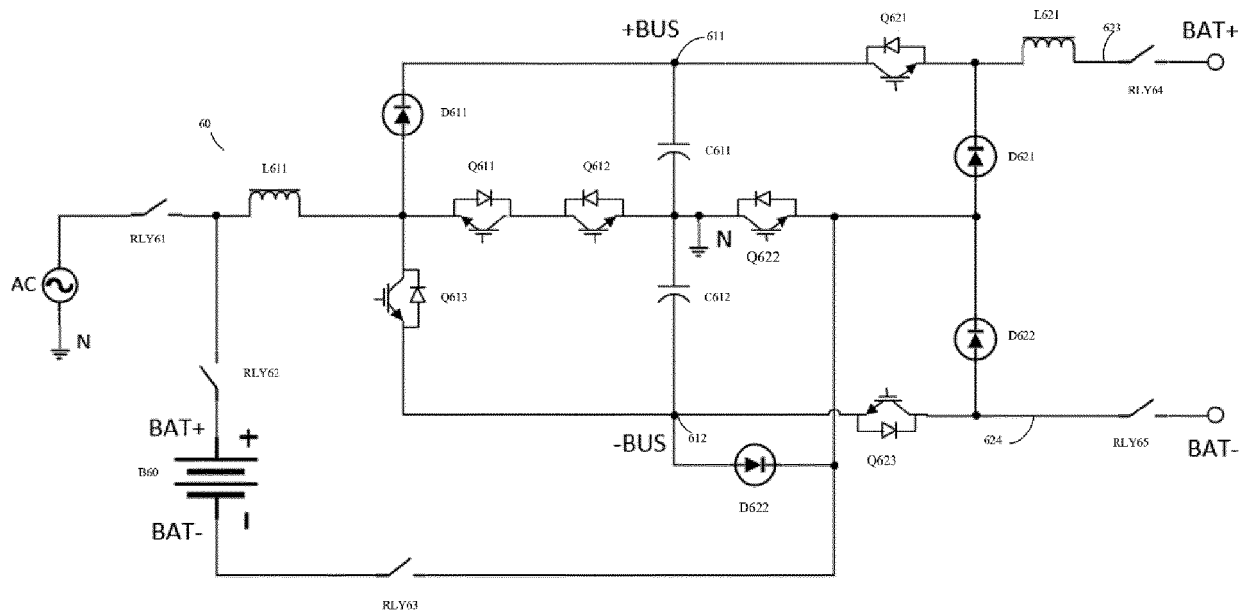 +BUS
611
Q621
L621
623
BAT+
RLY64
60
D611
L611
Q611
Q612
C611
D621
RLY61
N
Q622
AC
N
Q613
C612
D622
RLY62
BAT+
+
B60
-BUS
612
Q623
624
RLY65
BAT-
BAT-
D622
RLY63